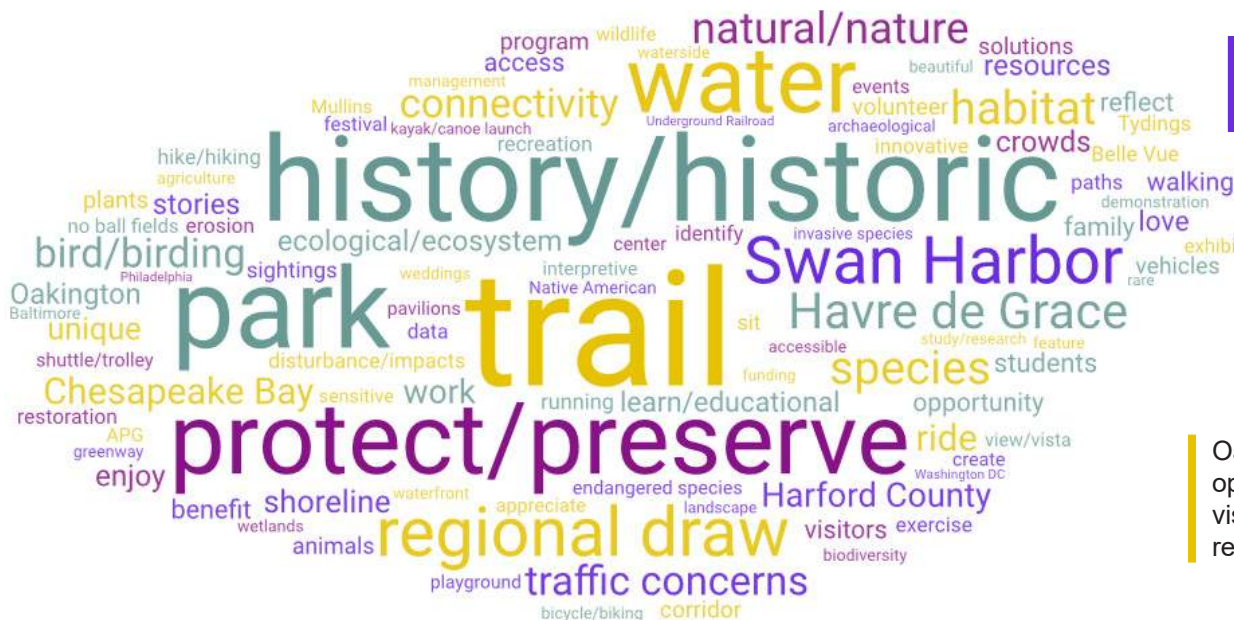 natural/nature
program
wildlife
waterside
solutions
access
water
beautiful
resources
management
events
Mullins
connectivity
volunteer
habitat
reflect
festival
kayak/canoe launch
Underground Railroad
archaeological
Tydings
recreation
innovative
crowds
Belle Vue
hike/hiking
history/historic
agriculture
paths
walking
plants
stories
demonstration
no ball fields
erosion
family
love
bird/birding
ecological/ecosystem
center
identify
invasive species
Philadelphia
sightings
weddings
interpretive
Swan Harbor
vehicles
rare
Native American
Oakington
Baltimore
park
pavilions
trail
Havre de Grace
unique
data
sit
shuttle/trolley
disturbance/impacts
accessible
study/research
feature
funding
species
students
Chesapeake Bay
sensitive
work
running
learn/educational
opportunity
restoration
APG
greenway
protect/preserve
ride
view/vista
create
Washington DC
enjoy
benefit
shoreline
waterfront
endangered species
appreciate
landscape
Harford County
wetlands
animals
regional draw
visitors
exercise
biodiversity
playground
traffic concerns
bicycle/biking
corridor
op
vis
re